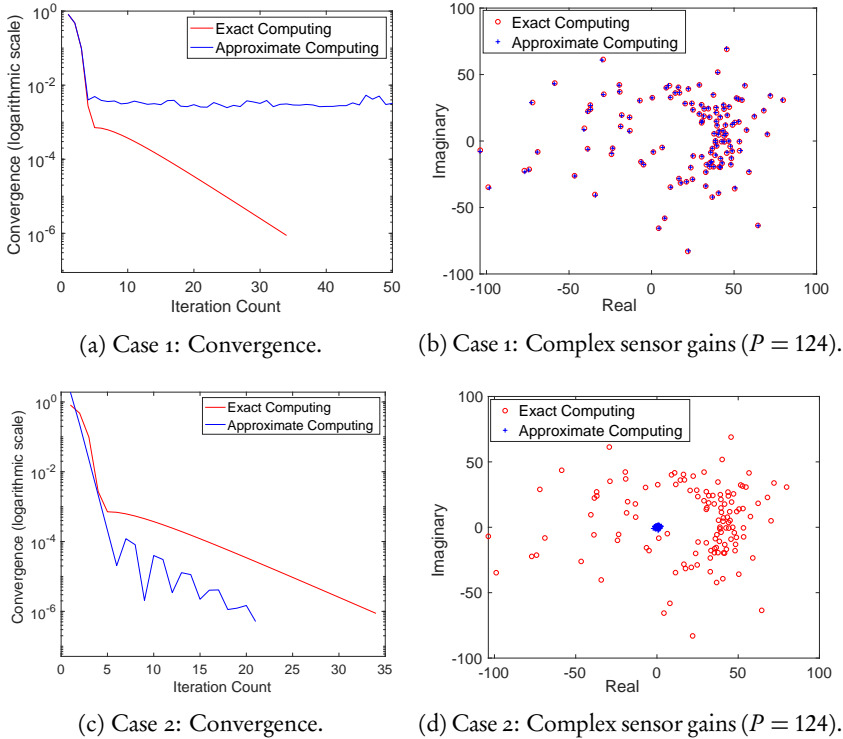 Exact Computing
Approximate Computing
Convergence (logarithmic scale)
10^0
10^-2
10^-4
10^-6
0 10 20 30 40 50
Iteration Count
(a) Case 1: Convergence.
Exact Computing
Approximate Computing
Imaginary
100
50
0
-50
-100
-100 -50 0 50 100
Real
(b) Case 1: Complex sensor gains (P = 124).
Exact Computing
Approximate Computing
Convergence (logarithmic scale)
10^0
10^-2
10^-4
10^-6
0 5 10 15 20 25 30 35
Iteration Count
(c) Case 2: Convergence.
Exact Computing
Approximate Computing
Imaginary
100
50
0
-50
-100
-100 -50 0 50 100
Real
(d) Case 2: Complex sensor gains (P = 124).